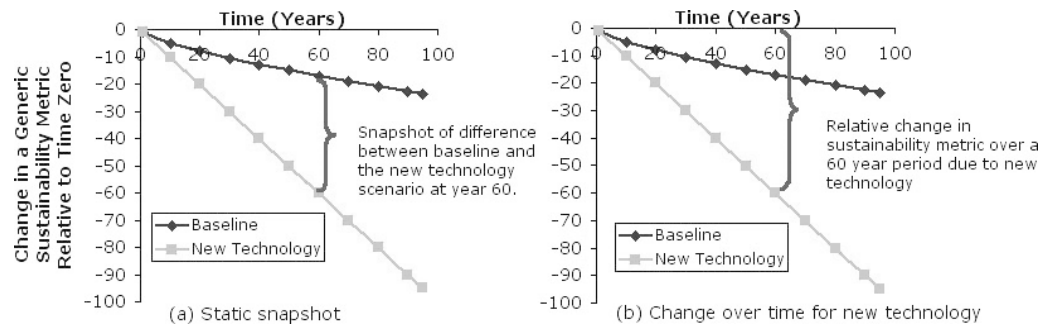 Time (Years)
0
0 20 40 60 80 100
-10
-20
-30
-40
-50
-60
-70
-80
-90
-100
Change in a Generic
Sustainability Metric
Relative to Time Zero
Snapshot of difference
between baseline and
the new technology
scenario at year 60.
Baseline
New Technology
(a) Static snapshot
Time (Years)
0
0 20 40 60 80 100
-10
-20
-30
-40
-50
-60
-70
-80
-90
-100
Relative change in
sustainability metric over a
60 year period due to new
technology
Baseline
New Technology
(b) Change over time for new technology